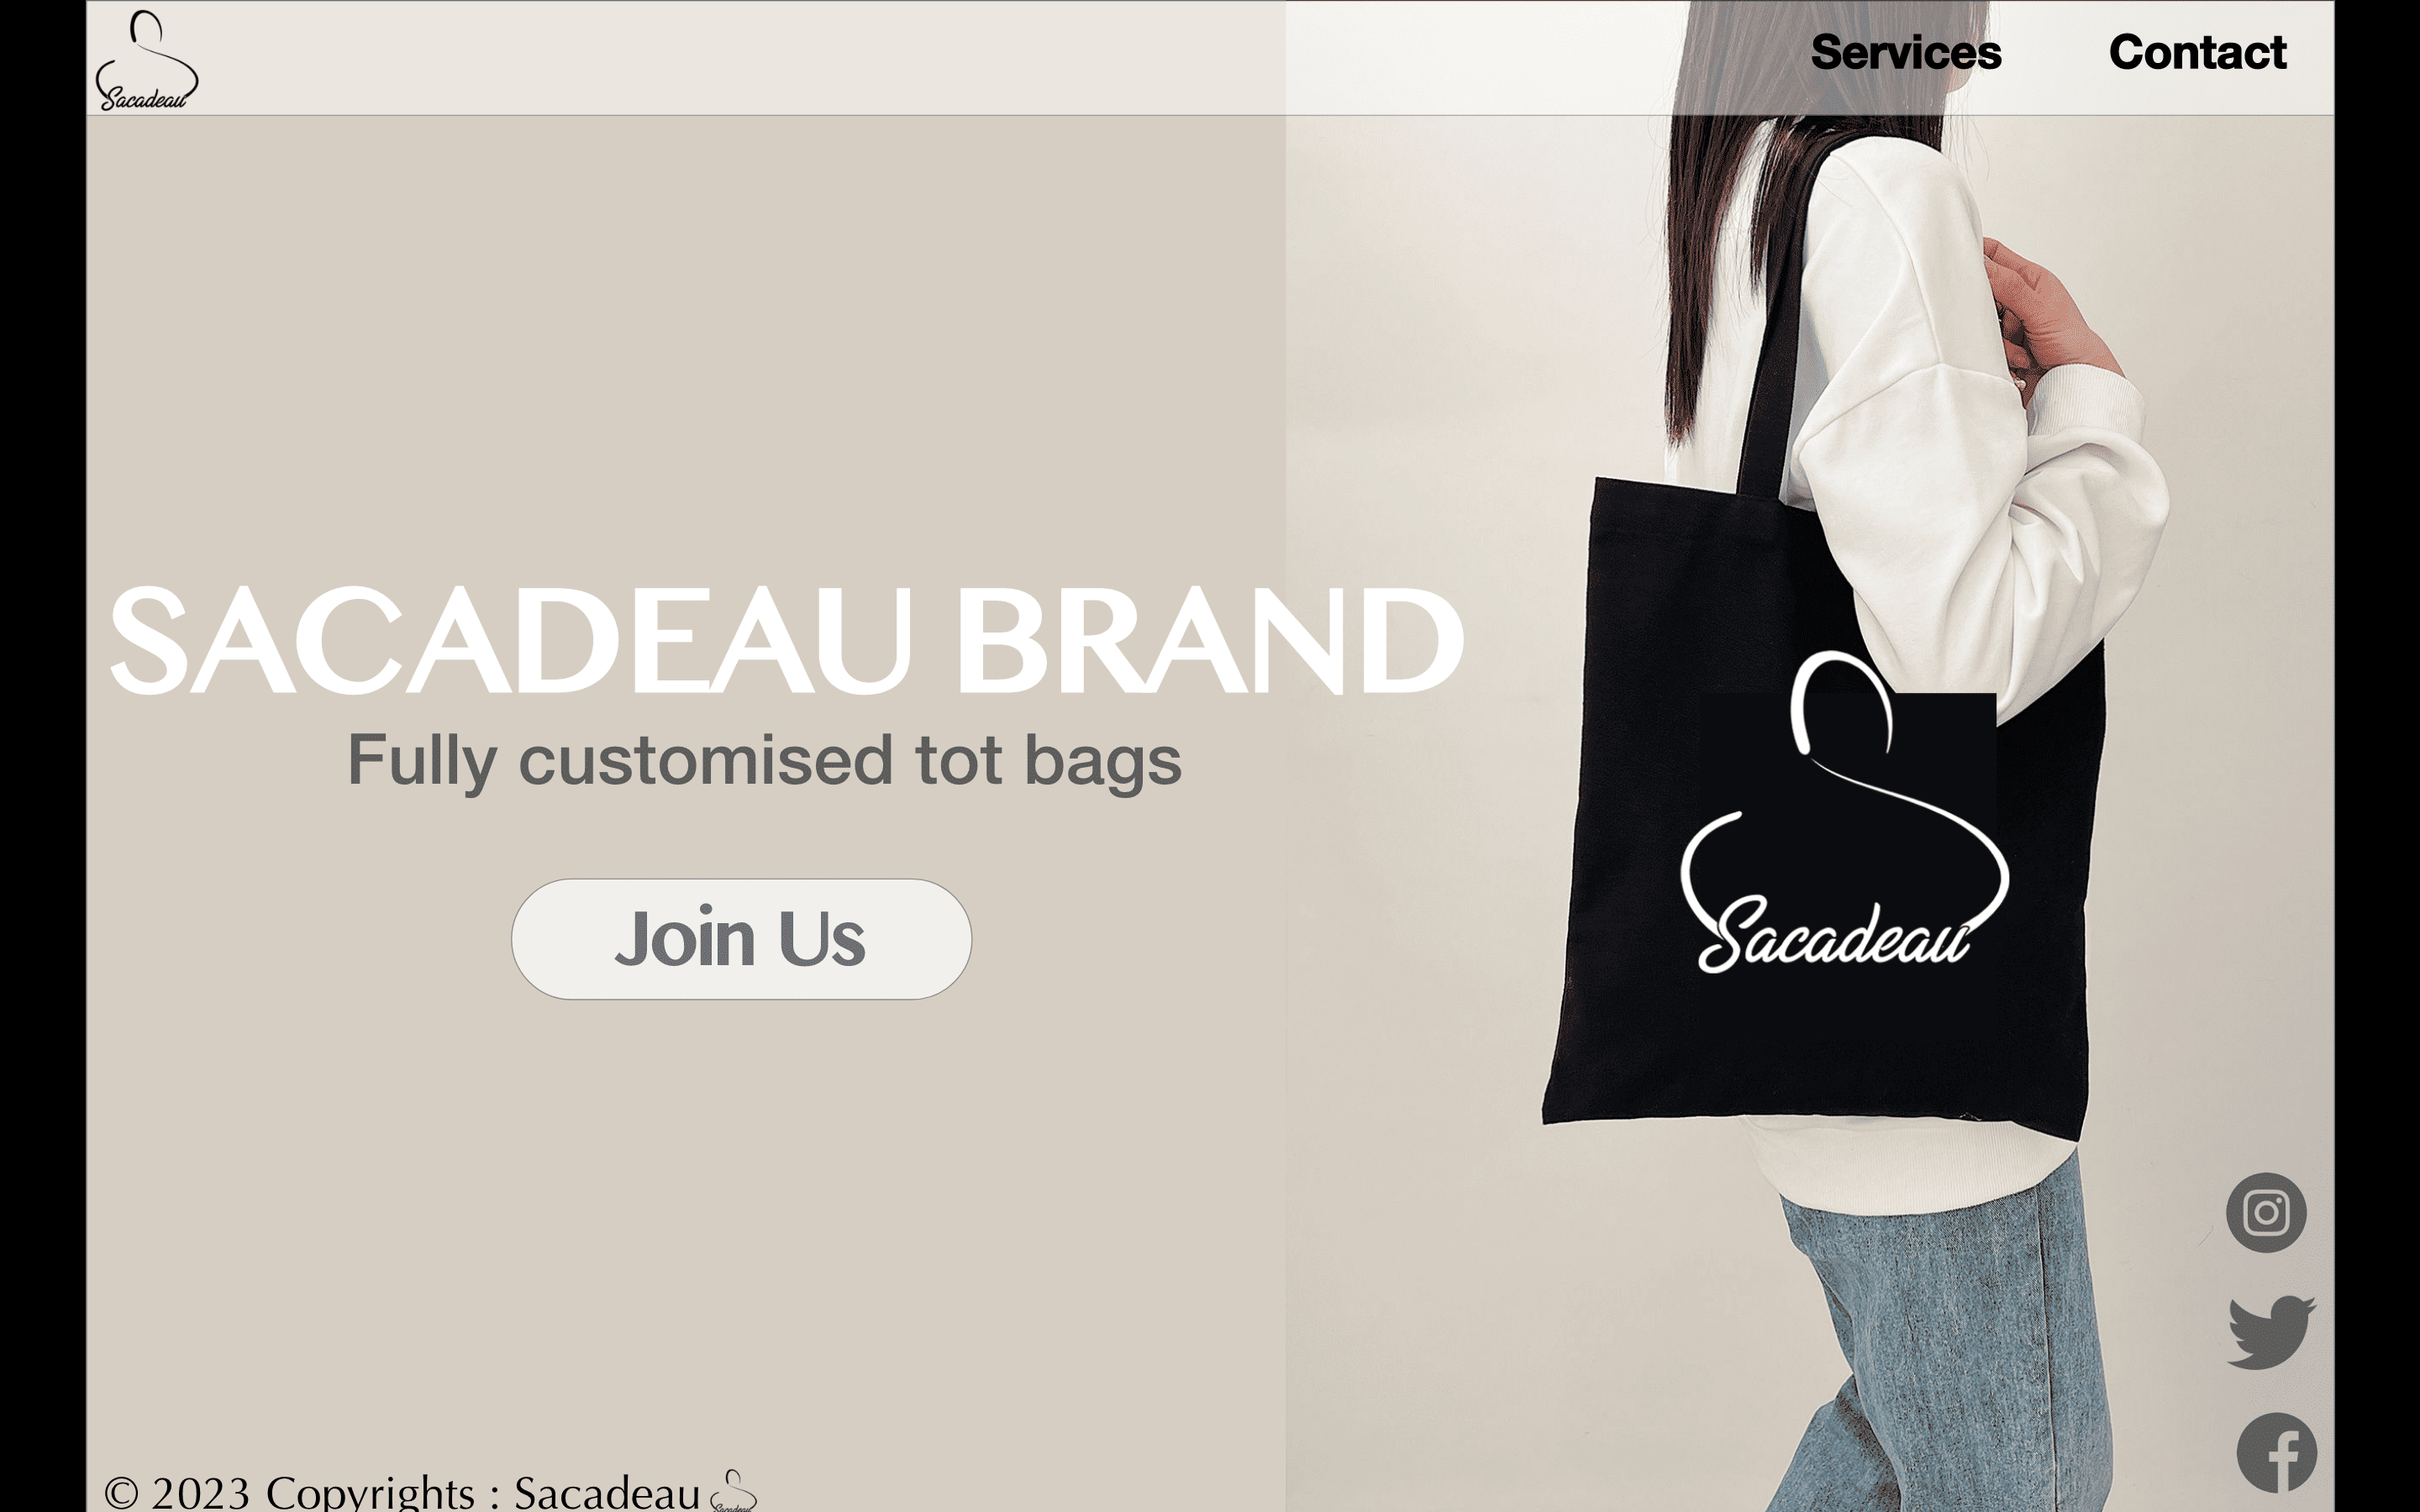 Sacadeau
Services
Contact
SACADEAU BRAND
Fully customised tot bags
Join Us
Sacadeau
© 2023 Copyrights : Sacadeau
Sacadeau